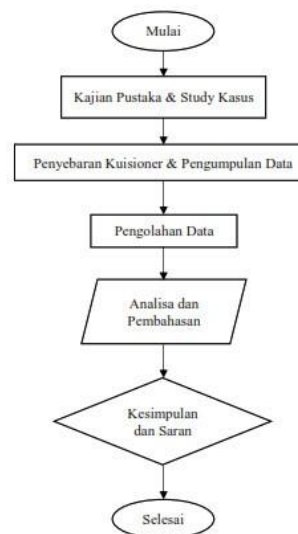 Mulai
Kajian Pustaka & Study Kasus
Penyebaran Kuisioner & Pengumpulan Data
Pengolahan Data
Analisa dan
Pembahasan
Kesimpulan
dan Saran
Selesai